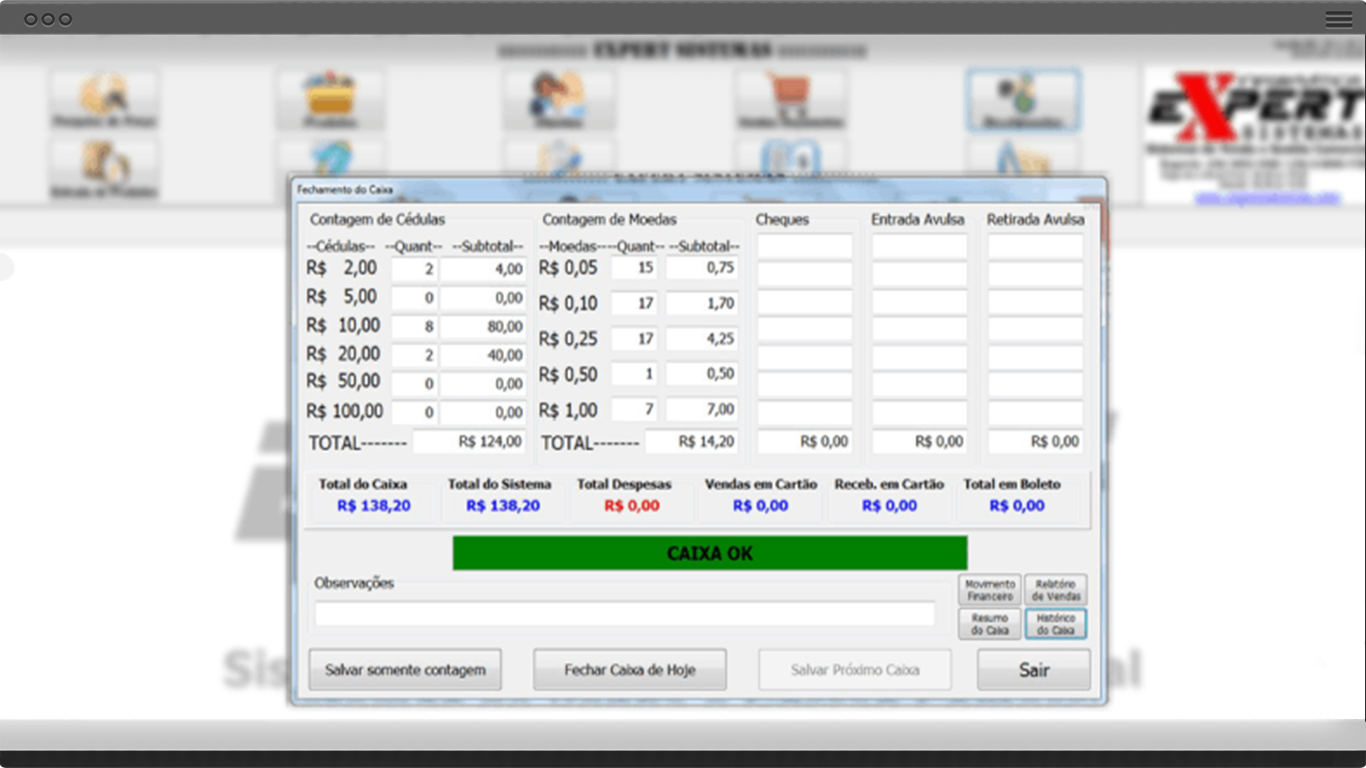 EXPERT SISTEMAS
EXPERT
SISTEMAS
Fechamento do Caixa
Contagem de Cédulas Contagem de Moedas Cheques Entrada Avulsa Retirada Avulsa
--Cédulas-- --Quant-- --Subtotal-- --Moedas----Quant-- --Subtotal--
R$ 2,00 2 4,00 R$ 0,05 15 0,75
R$ 5,00 0 0,00 R$ 0,10 17 1,70
R$ 10,00 8 80,00 R$ 0,25 17 4,25
R$ 20,00 2 40,00 R$ 0,50 1 0,50
R$ 50,00 0 0,00 R$ 1,00 7 7,00
R$ 100,00 0 0,00
TOTAL------- R$ 124,00 TOTAL------- R$ 14,20 R$ 0,00 R$ 0,00 R$ 0,00
Total do Caixa Total do Sistema Total Despesas Vendas em Cartão Receb. em Cartão Total em Boleto
R$ 138,20 R$ 138,20 R$ 0,00 R$ 0,00 R$ 0,00 R$ 0,00
CAIXA OK
Observações
Movimento Financeiro Relatório de Vendas
Resumo do Caixa Histórico do Caixa
Salvar somente contagem Fechar Caixa de Hoje Salvar Próximo Caixa Sair